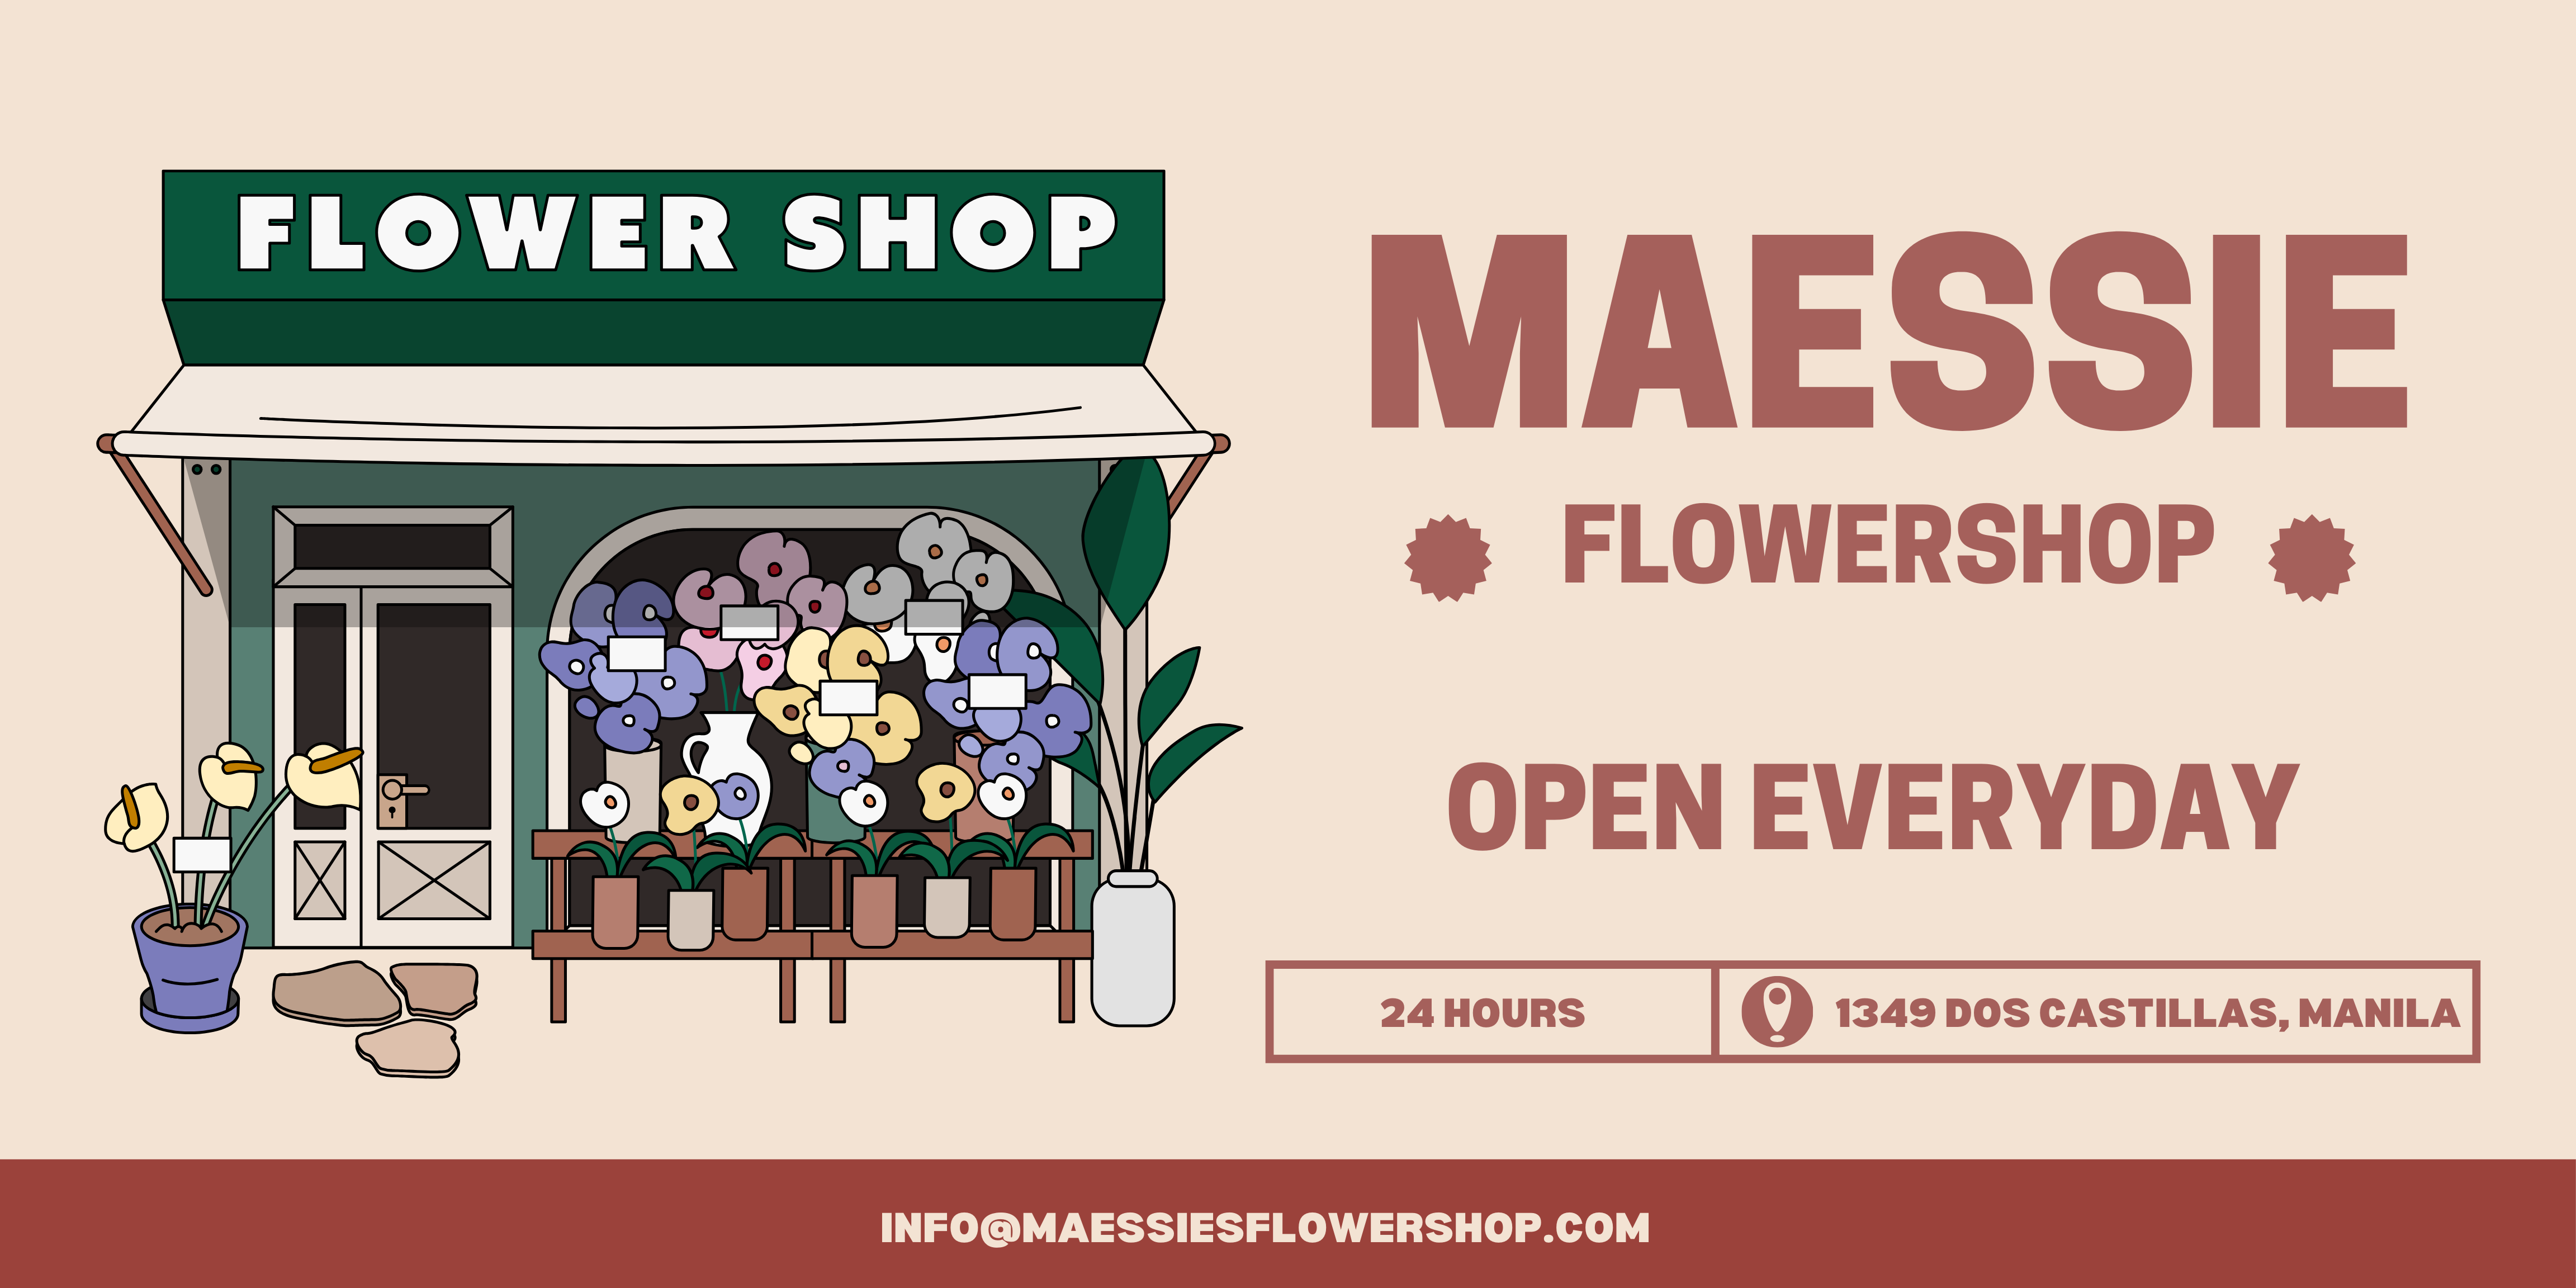 FLOWER SHOP
MAESSIE
FLOWERSHOP
OPEN EVERYDAY
24 HOURS
1349 DOS CASTILLAS, MANILA
INFO@MAESSIESFLOWERSHOP.COM